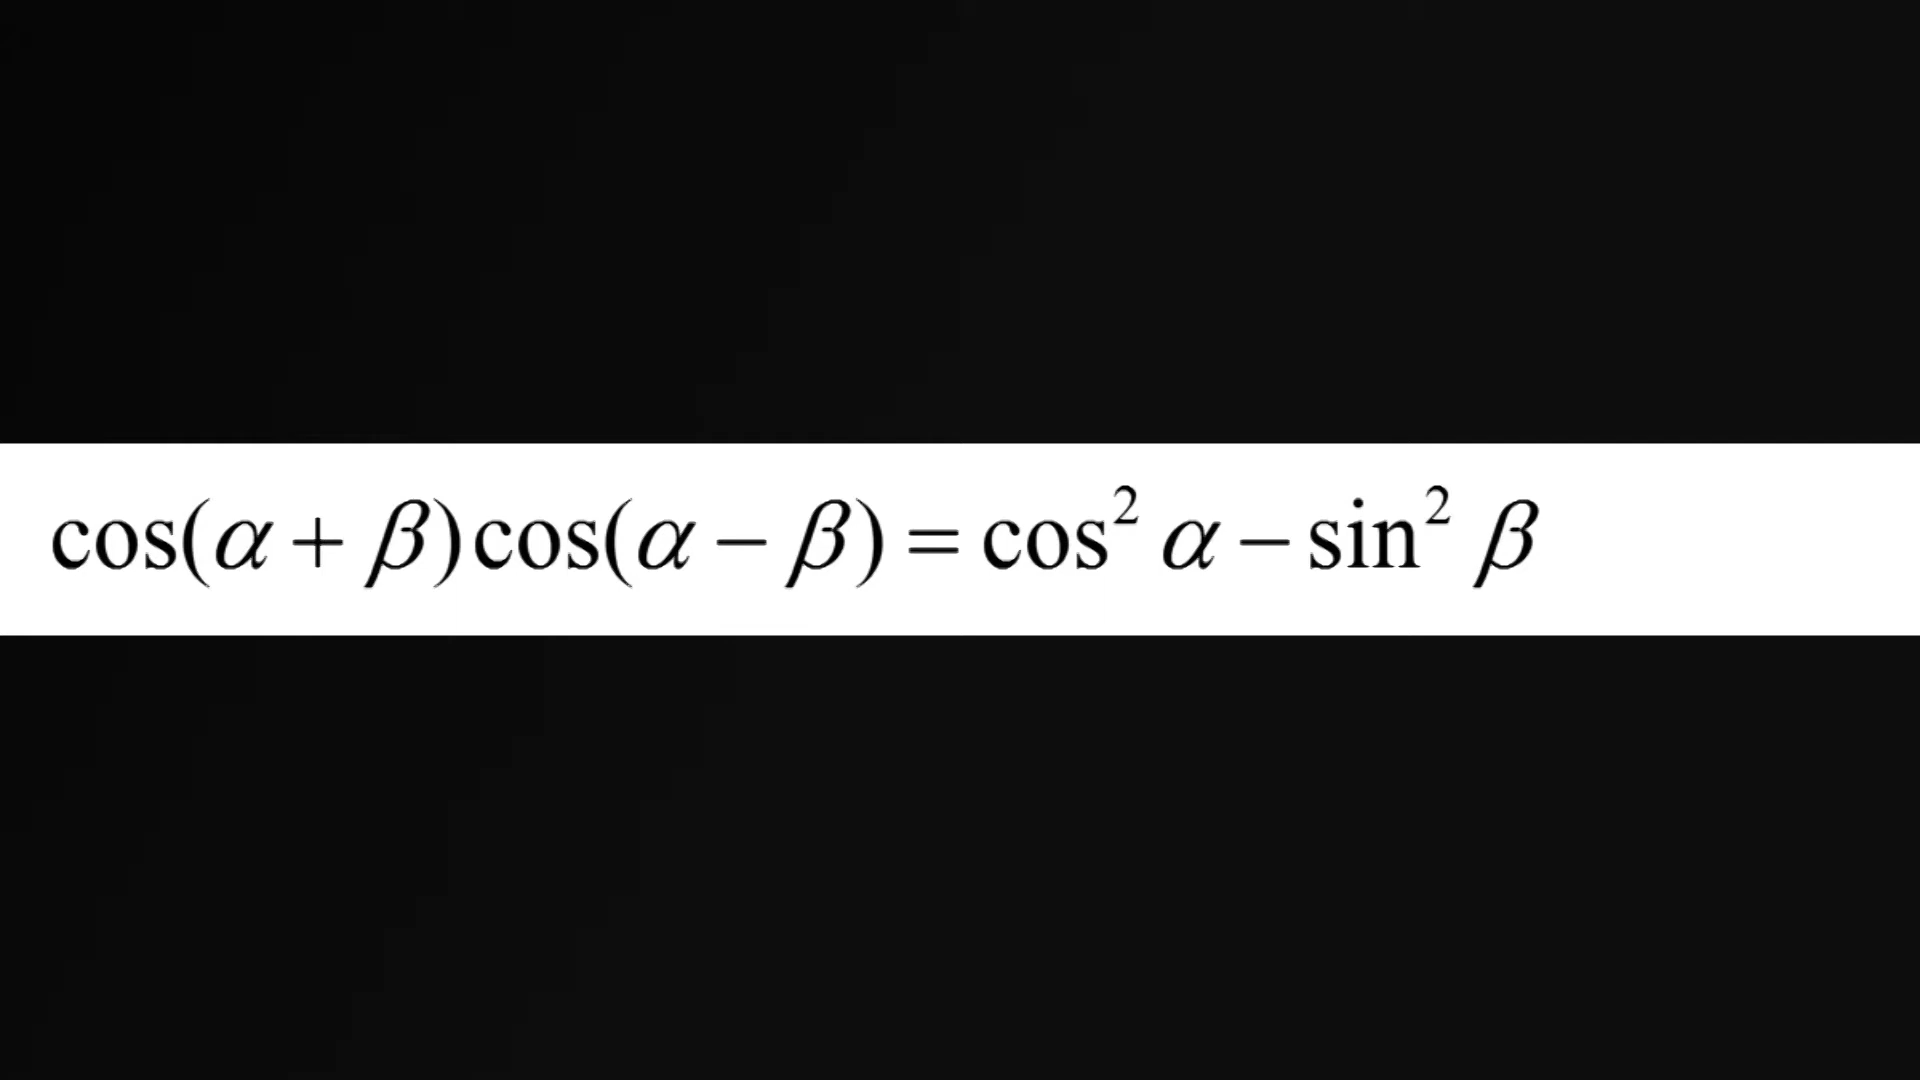 cos(α + β)cos(α − β) = cos² α − sin² β